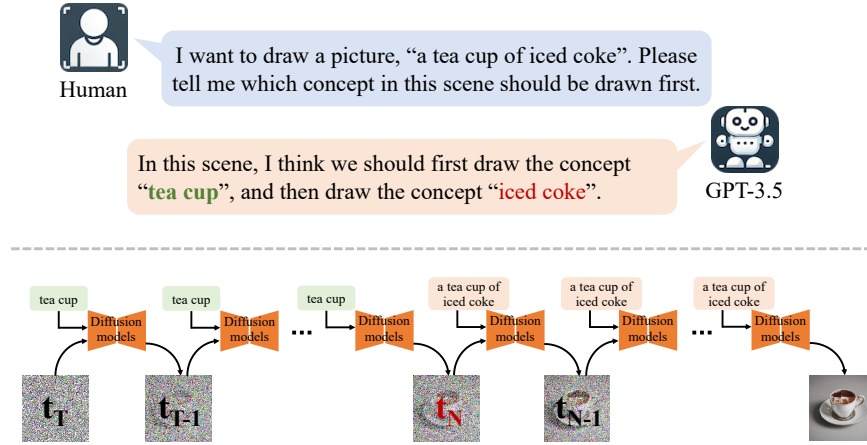 I want to draw a picture, “a tea cup of iced coke”. Please
tell me which concept in this scene should be drawn first.
Human
In this scene, I think we should first draw the concept
“tea cup”, and then draw the concept “iced coke”.
GPT-3.5
tea cup
tea cup
tea cup
a tea cup of
iced coke
a tea cup of
iced coke
a tea cup of
iced coke
Diffusion
models
Diffusion
models
...
Diffusion
models
Diffusion
models
Diffusion
models
...
Diffusion
models
t_T
t_T-1
t_N
t_N-1